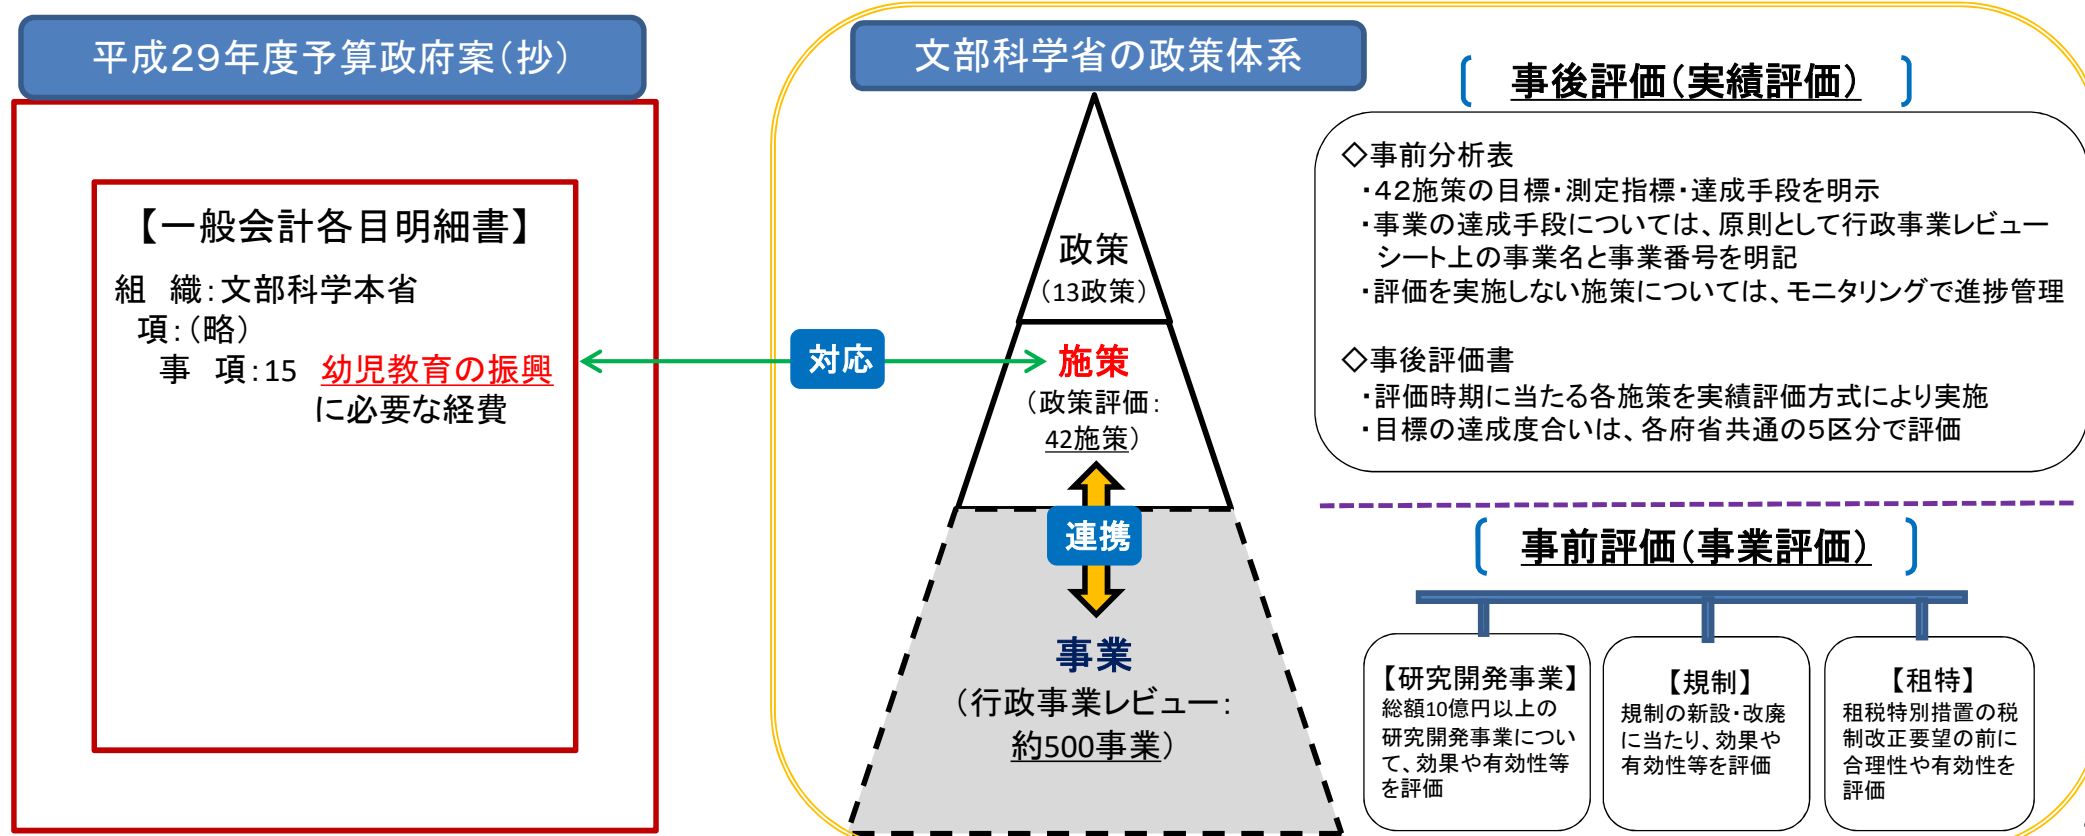 平成29年度予算政府案(抄)
【一般会計各目明細書】
組 織:文部科学本省
項:(略)
事 項:15 幼児教育の振興
に必要な経費
対応
文部科学省の政策体系
政策
(13政策)
施策
(政策評価:
42施策)
連携
事業
(行政事業レビュー:
約500事業)
事後評価(実績評価)
◇事前分析表
・42施策の目標・測定指標・達成手段を明示
・事業の達成手段については、原則として行政事業レビュー
シート上の事業名と事業番号を明記
・評価を実施しない施策については、モニタリングで進捗管理
◇事後評価書
・評価時期に当たる各施策を実績評価方式により実施
・目標の達成度合いは、各府省共通の5区分で評価
事前評価(事業評価)
【研究開発事業】
総額10億円以上の
研究開発事業につい
て、効果や有効性等
を評価
【規制】
規制の新設・改廃
に当たり、効果や
有効性等を評価
【租特】
租税特別措置の税
制改正要望の前に
合理性や有効性を
評価